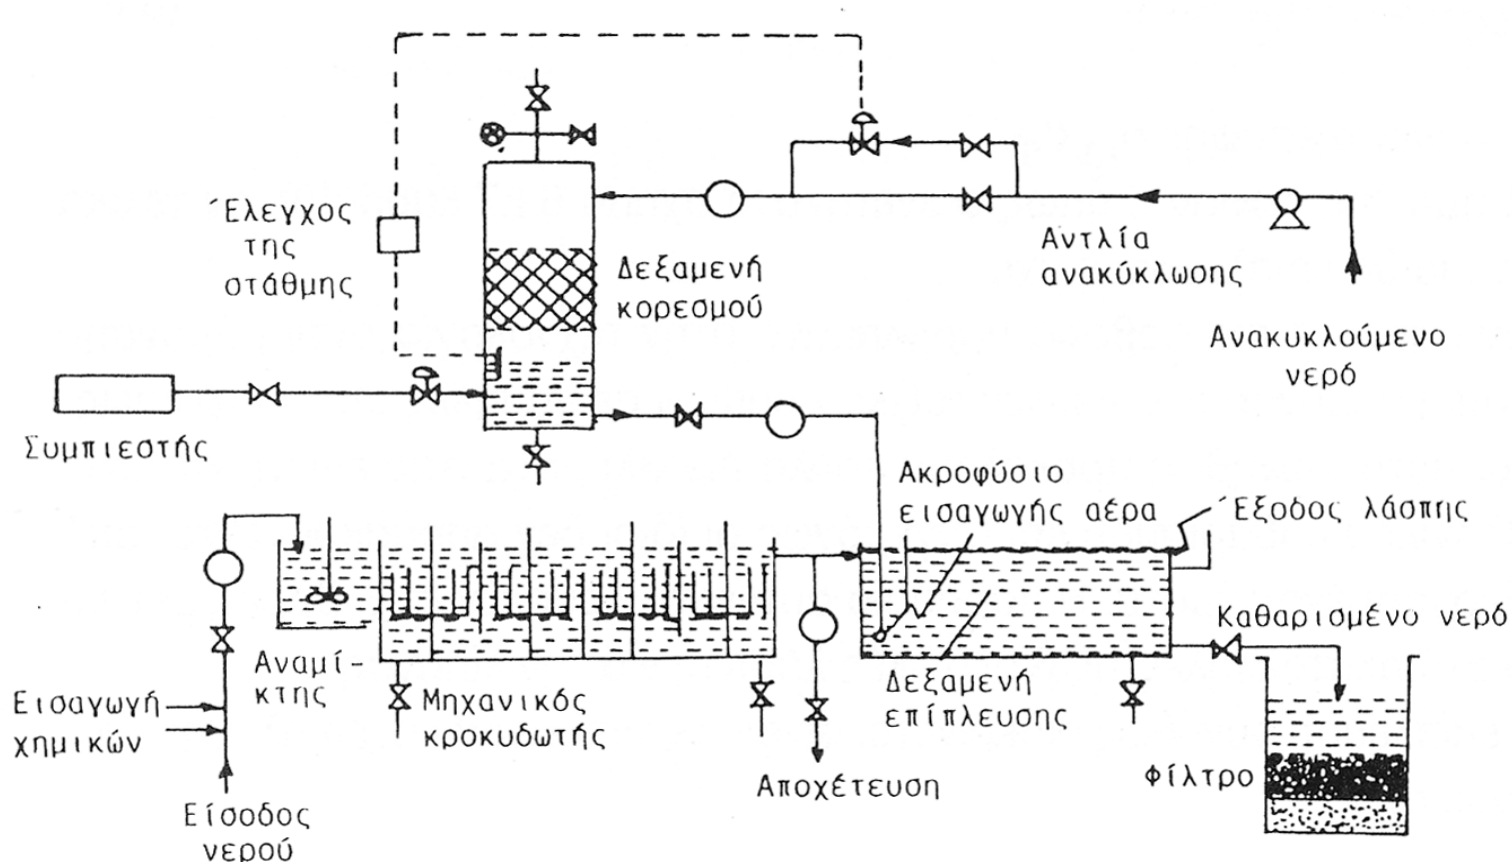 Έλεγχος
της
στάθμης
Δεξαμενή
κορεσμού
Αντλία
ανακύκλωσης
Ανακυκλούμενο
νερό
Συμπιεστής
Ακροφύσιο
εισαγωγής αέρα
Έξοδος λάσπης
Αναμί-
κτης
Μηχανικός
κροκυδωτής
Δεξαμενή
επίπλευσης
Καθαρισμένο νερό
Εισαγωγή
χημικών
Αποχέτευση
Φίλτρο
Είσοδος
νερού